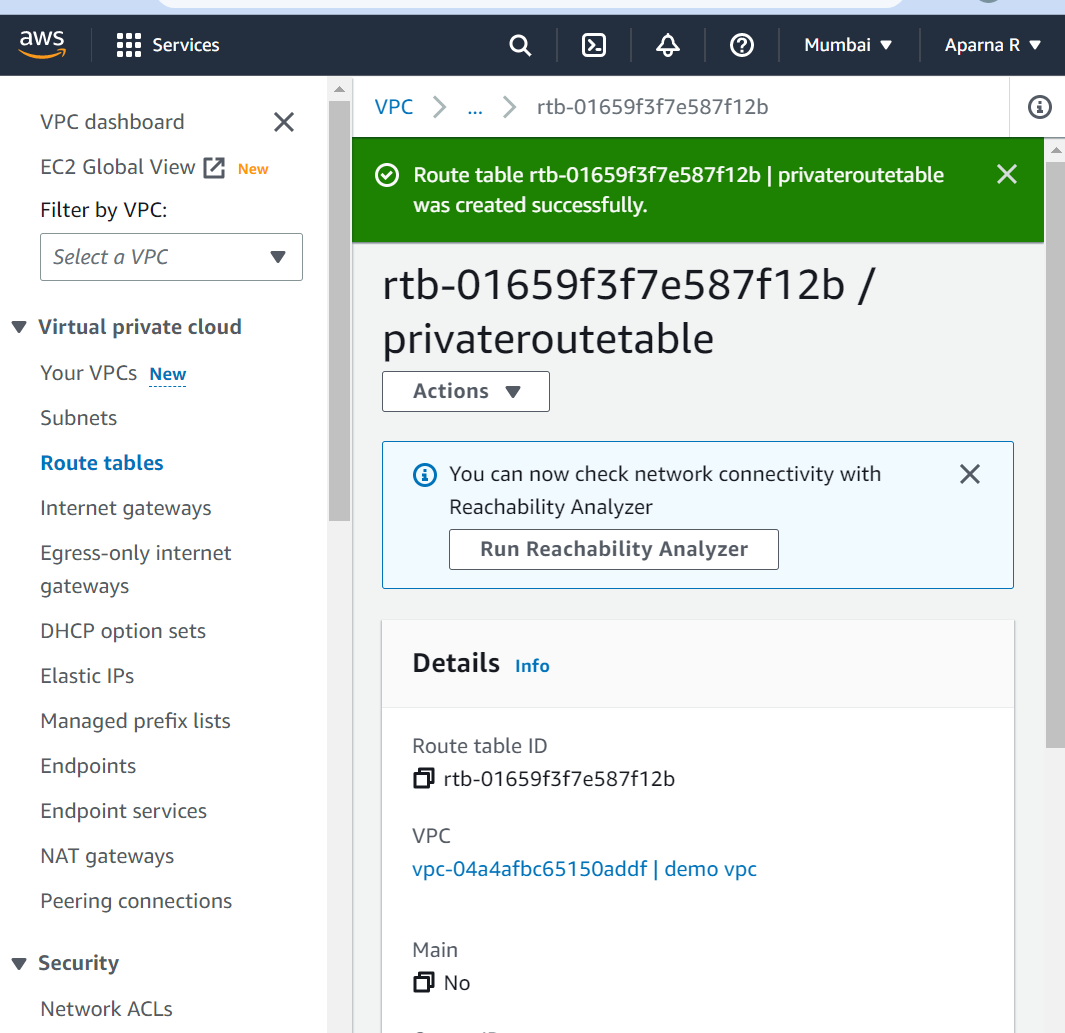 aws
Services
Mumbai
Aparna R
VPC dashboard
EC2 Global View New
Filter by VPC:
Select a VPC
Virtual private cloud
Your VPCs New
Subnets
Route tables
Internet gateways
Egress-only internet
gateways
DHCP option sets
Elastic IPs
Managed prefix lists
Endpoints
Endpoint services
NAT gateways
Peering connections
Security
Network ACLs
VPC ... rtb-01659f3f7e587f12b
Route table rtb-01659f3f7e587f12b | privateroutetable
was created successfully.
rtb-01659f3f7e587f12b /
privateroutetable
Actions
You can now check network connectivity with
Reachability Analyzer
Run Reachability Analyzer
Details Info
Route table ID
rtb-01659f3f7e587f12b
VPC
vpc-04a4afbc65150addf | demo vpc
Main
No